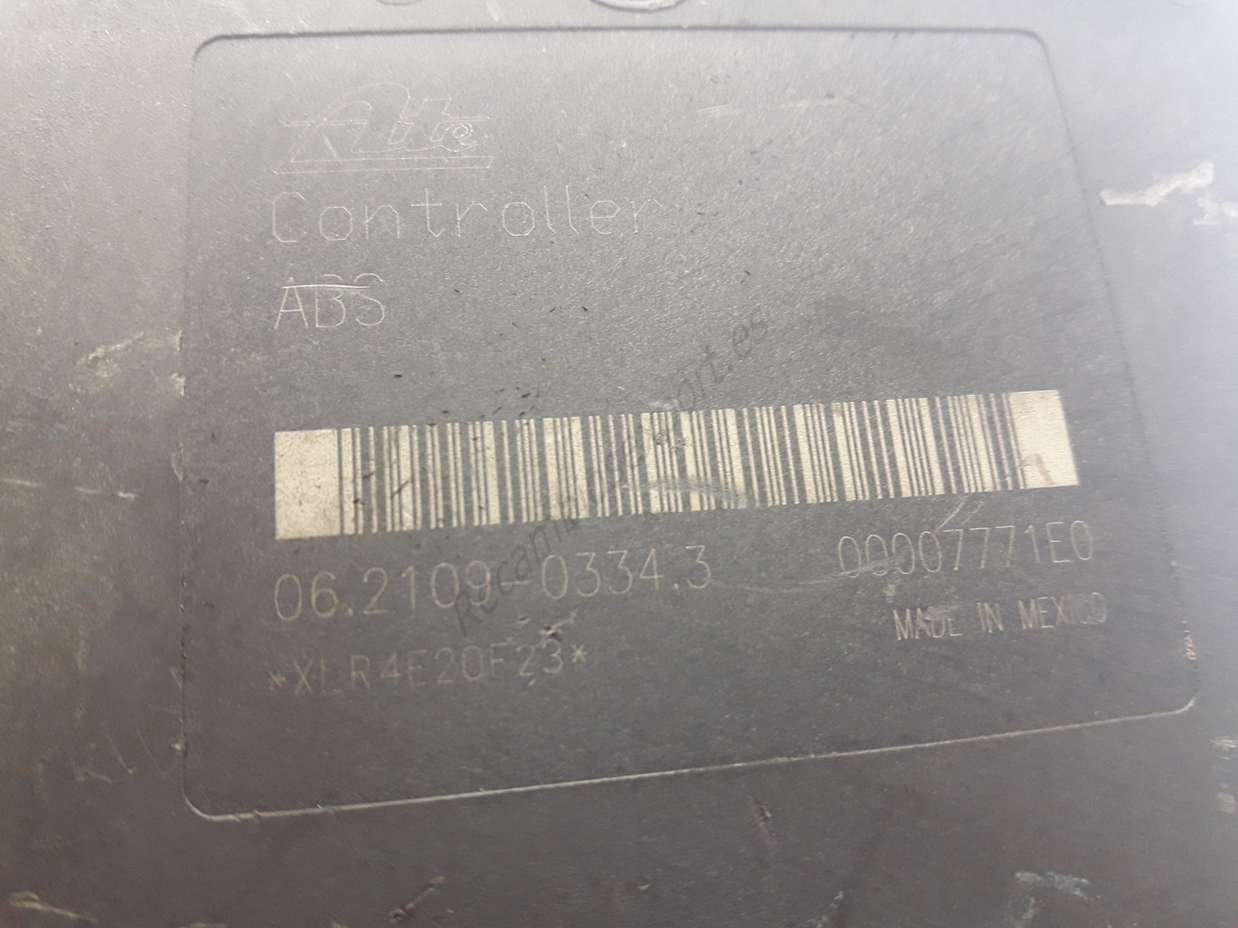 Ate
Controller
ABS
06.2109-0334.3 00007771E0
MADE IN MEXICO
*XLR4E20F23*